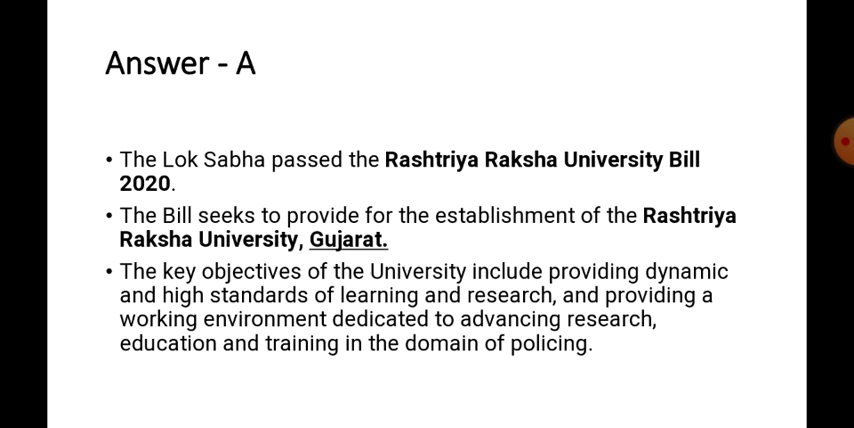 Answer - A
• The Lok Sabha passed the Rashtriya Raksha University Bill
2020.
• The Bill seeks to provide for the establishment of the Rashtriya
Raksha University, Gujarat.
• The key objectives of the University include providing dynamic
and high standards of learning and research, and providing a
working environment dedicated to advancing research,
education and training in the domain of policing.